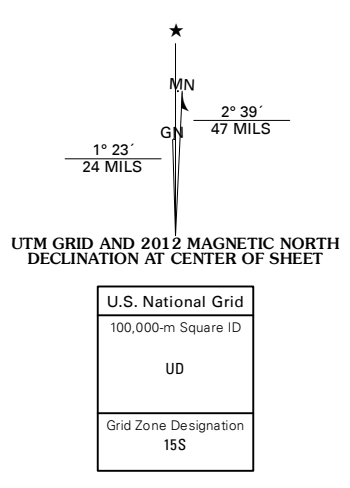 ★
MN
2° 39´
47 MILS
GN
1° 23´
24 MILS
UTM GRID AND 2012 MAGNETIC NORTH
DECLINATION AT CENTER OF SHEET
U.S. National Grid
100,000-m Square ID
UD
Grid Zone Designation
15S